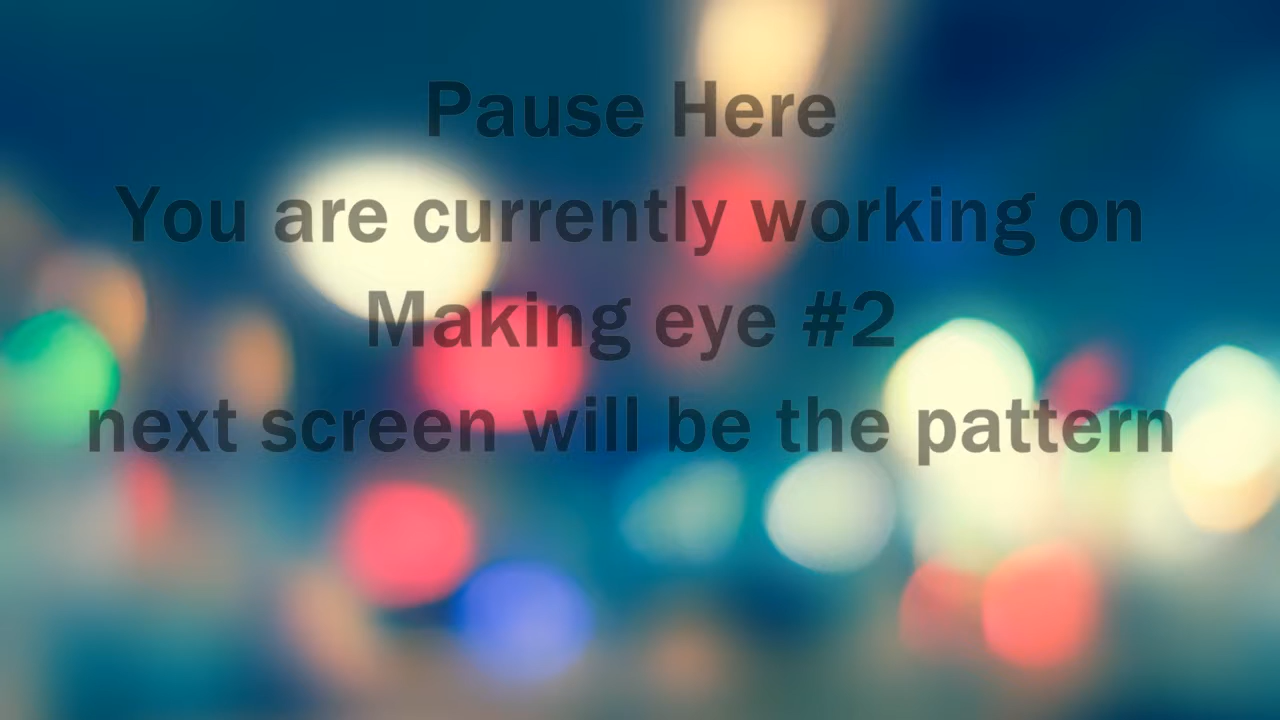 Pause Here
You are currently working on
Making eye #2
next screen will be the pattern